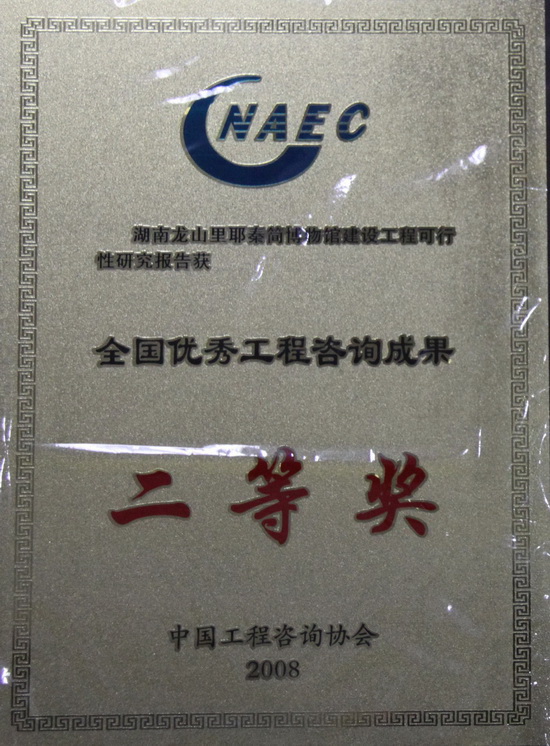 CNAEC
湖南龙山里耶秦简博物馆建设工程可行
性研究报告获
全国优秀工程咨询成果
二等奖
中国工程咨询协会
2008